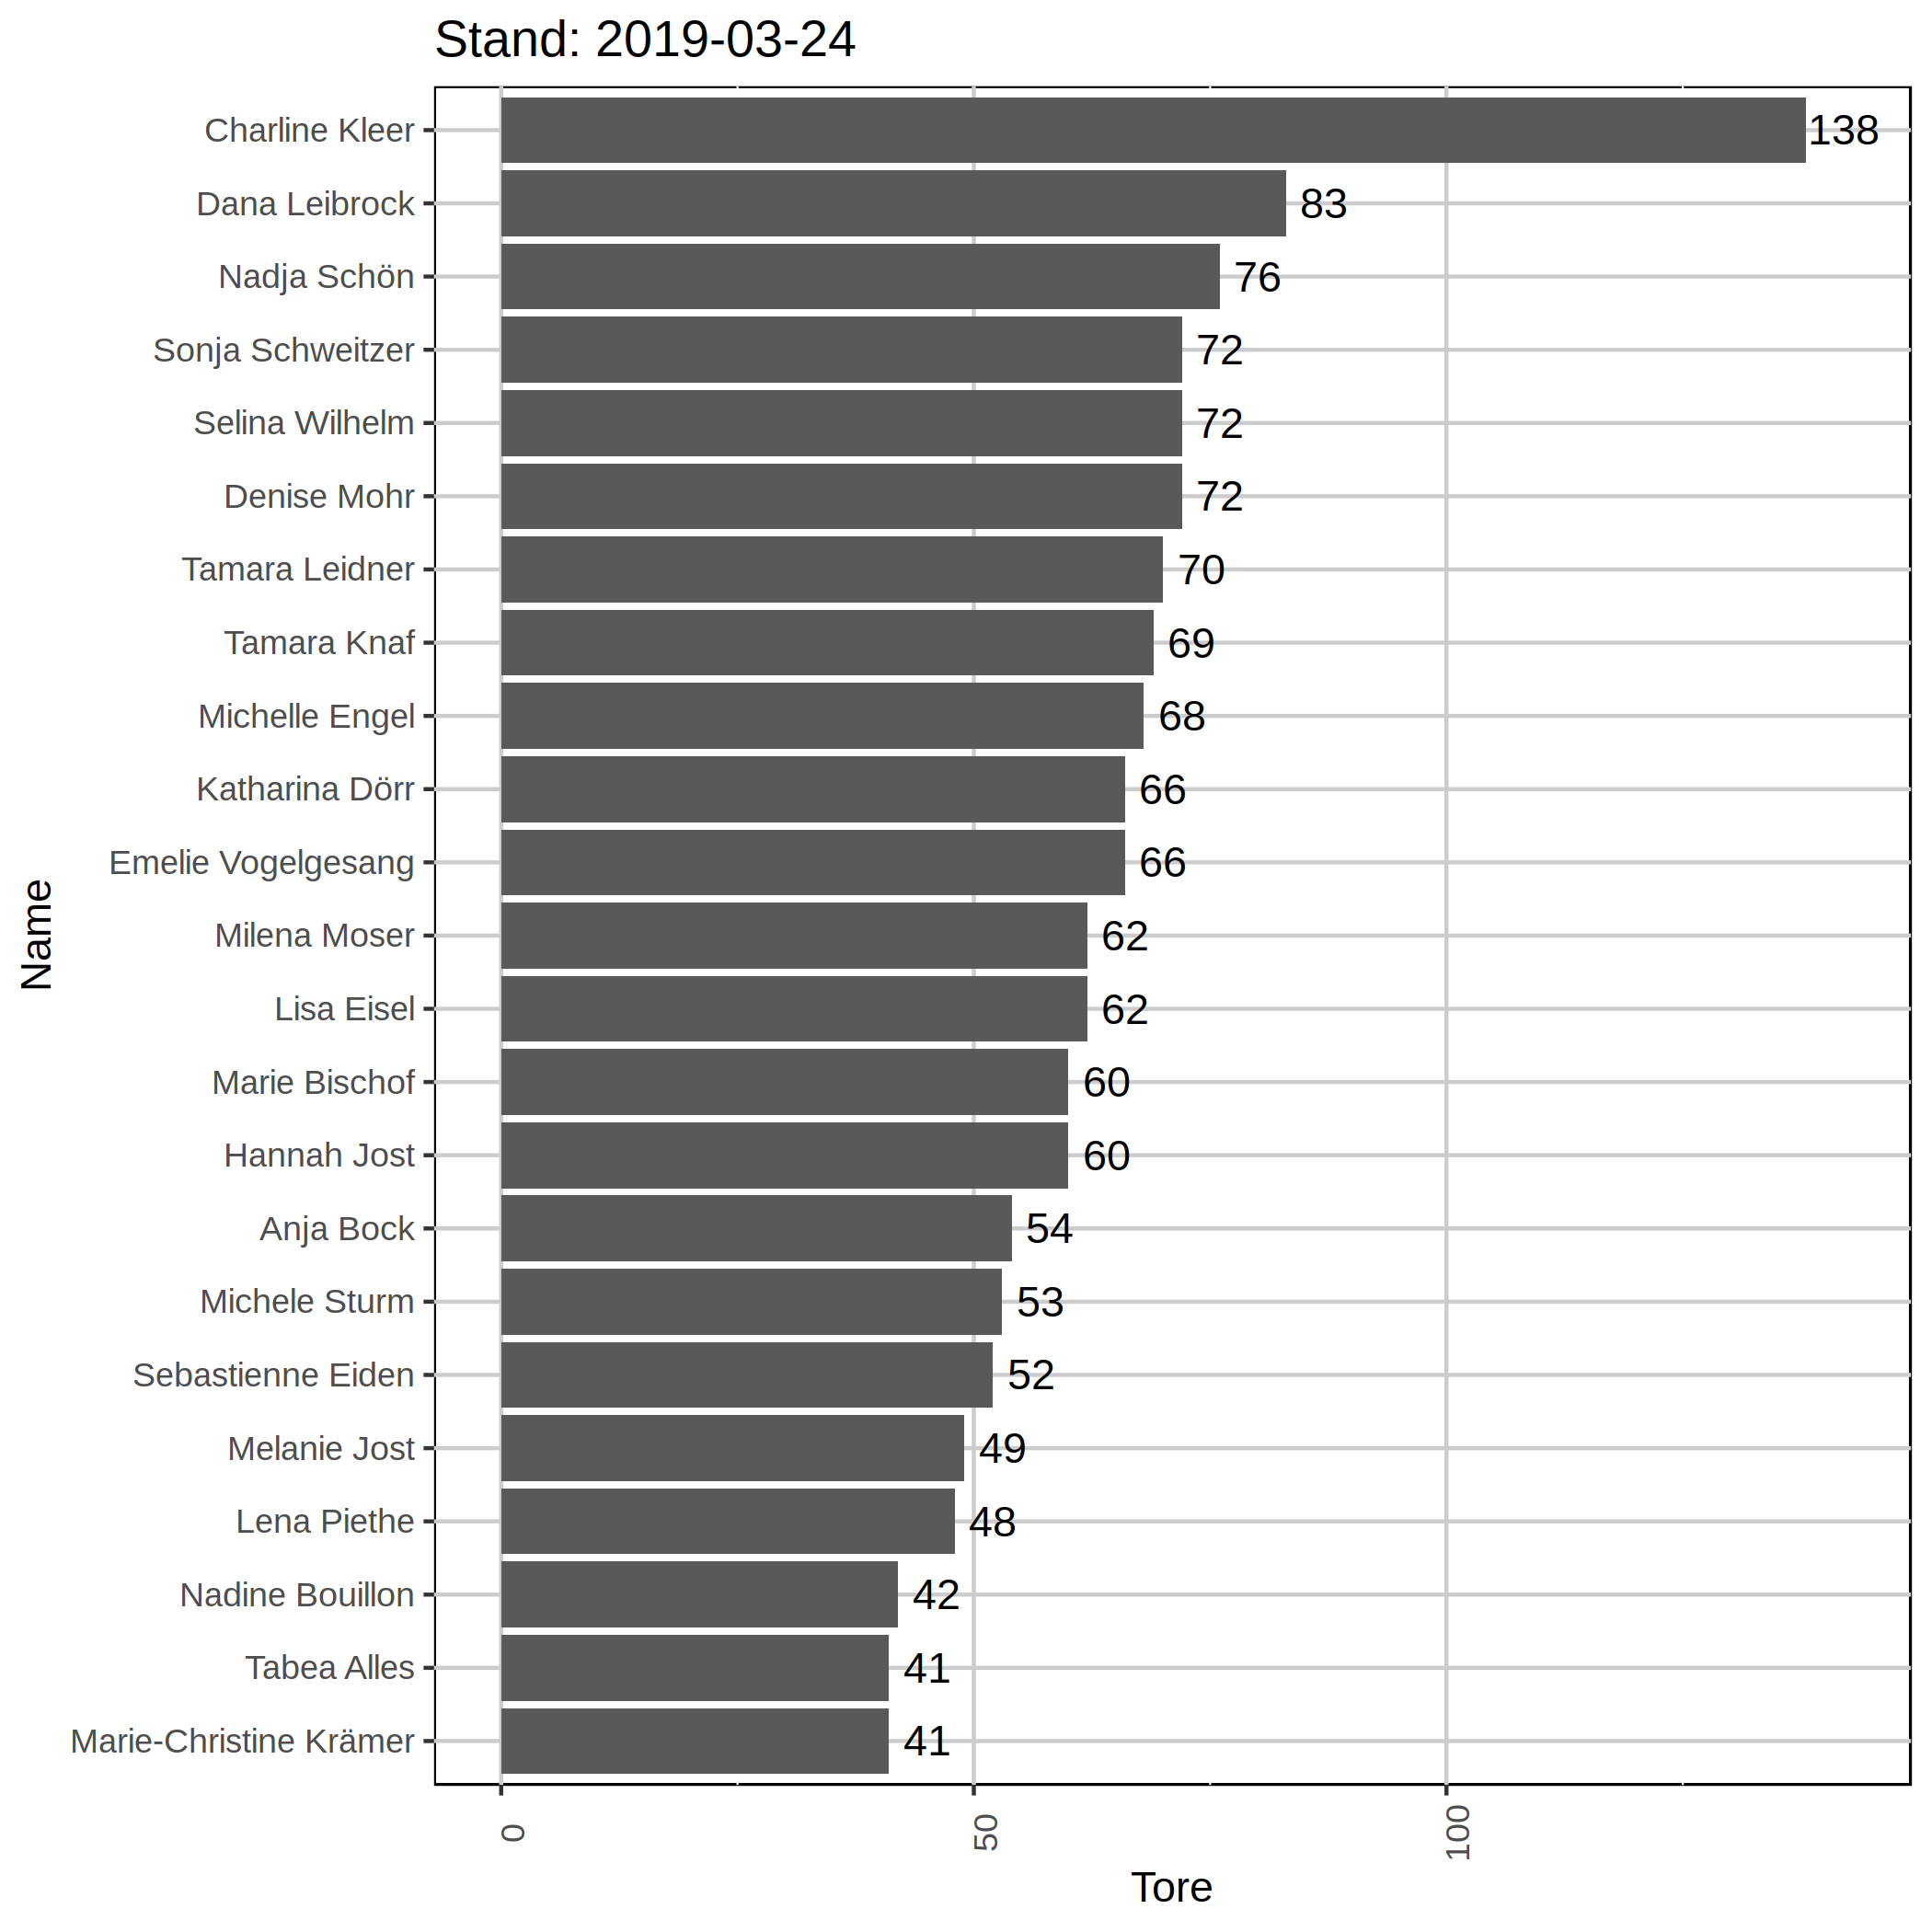 Stand: 2019-03-24
Charline Kleer 138
Dana Leibrock 83
Nadja Schön 76
Sonja Schweitzer 72
Selina Wilhelm 72
Denise Mohr 72
Tamara Leidner 70
Tamara Knaf 69
Michelle Engel 68
Katharina Dörr 66
Emelie Vogelgesang 66
Milena Moser 62
Lisa Eisel 62
Marie Bischof 60
Hannah Jost 60
Anja Bock 54
Michele Sturm 53
Sebastienne Eiden 52
Melanie Jost 49
Lena Piethe 48
Nadine Bouillon 42
Tabea Alles 41
Marie-Christine Krämer 41
Name
0 50 100
Tore